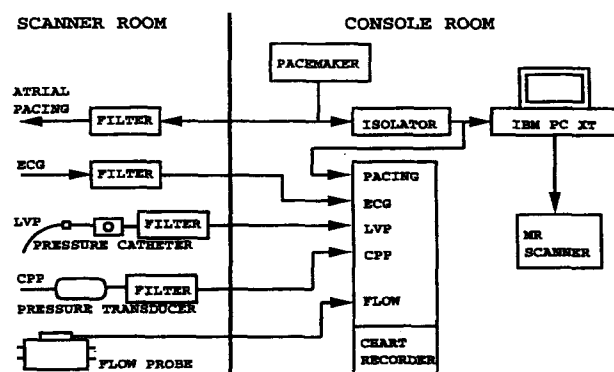 SCANNER ROOM
CONSOLE ROOM
PACEMAKER
ATRIAL
PACING
FILTER
ISOLATOR
IBM PC XT
ECG
FILTER
PACING
ECG
LVP
FILTER
LVP
PRESSURE CATHETER
CPP
MR
SCANNER
CPP
FILTER
PRESSURE TRANSDUCER
FLOW
FLOW PROBE
CHART
RECORDER